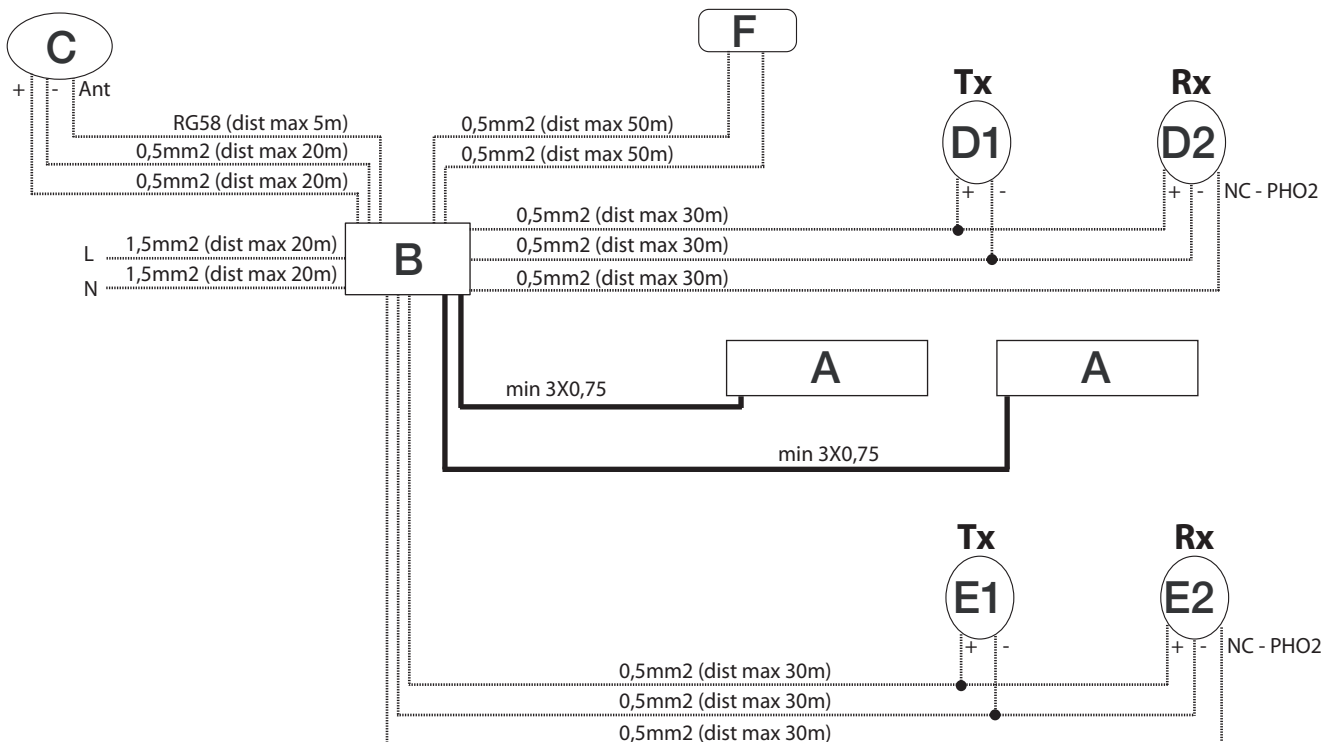 C
F
+
-
Ant
Tx
Rx
RG58 (dist max 5m)
0,5mm2 (dist max 50m)
D1
D2
0,5mm2 (dist max 20m)
0,5mm2 (dist max 50m)
0,5mm2 (dist max 20m)
+
-
+
-
NC - PHO2
0,5mm2 (dist max 30m)
L
1,5mm2 (dist max 20m)
B
0,5mm2 (dist max 30m)
N
1,5mm2 (dist max 20m)
0,5mm2 (dist max 30m)
A
A
min 3X0,75
min 3X0,75
Tx
Rx
E1
E2
+
-
+
-
NC - PHO2
0,5mm2 (dist max 30m)
0,5mm2 (dist max 30m)
0,5mm2 (dist max 30m)